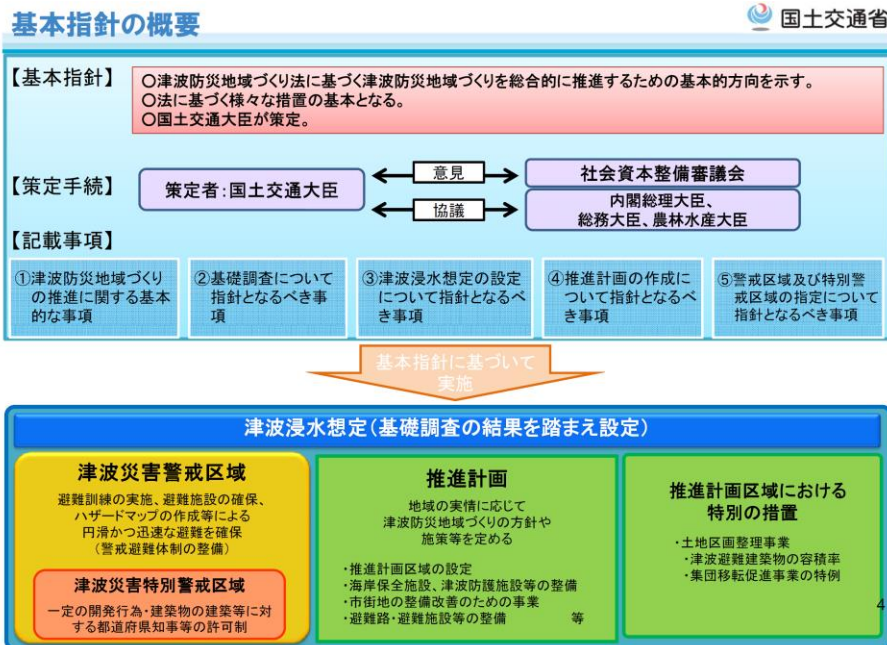 基本指針の概要
国土交通省
【基本指針】
〇津波防災地域づくり法に基づく津波防災地域づくりを総合的に推進するための基本的方向を示す。
〇法に基づく様々な措置の基本となる。
〇国土交通大臣が策定。
【策定手続】
策定者:国土交通大臣
意見
社会資本整備審議会
協議
内閣総理大臣、
総務大臣、農林水産大臣
【記載事項】
①津波防災地域づくり
の推進に関する基本
的な事項
②基礎調査について
指針となるべき事
項
③津波浸水想定の設定
について指針となるべ
き事項
④推進計画の作成に
ついて指針となるべ
き事項
⑤警戒区域及び特別警
戒区域の指定について
指針となるべき事項
基本指針に基づいて
実施
津波浸水想定(基礎調査の結果を踏まえ設定)
津波災害警戒区域
避難訓練の実施、避難施設の確保、
ハザードマップの作成等による
円滑かつ迅速な避難を確保
(警戒避難体制の整備)
津波災害特別警戒区域
一定の開発行為・建築物の建築等に対
する都道府県知事等の許可制
推進計画
地域の実情に応じて
津波防災地域づくりの方針や
施策等を定める
・推進計画区域の設定
・海岸保全施設、津波防護施設等の整備
・市街地の整備改善のための事業
・避難路・避難施設等の整備 等
推進計画区域における
特別の措置
・土地区画整理事業
・津波避難建築物の容積率
・集団移転促進事業の特例
4